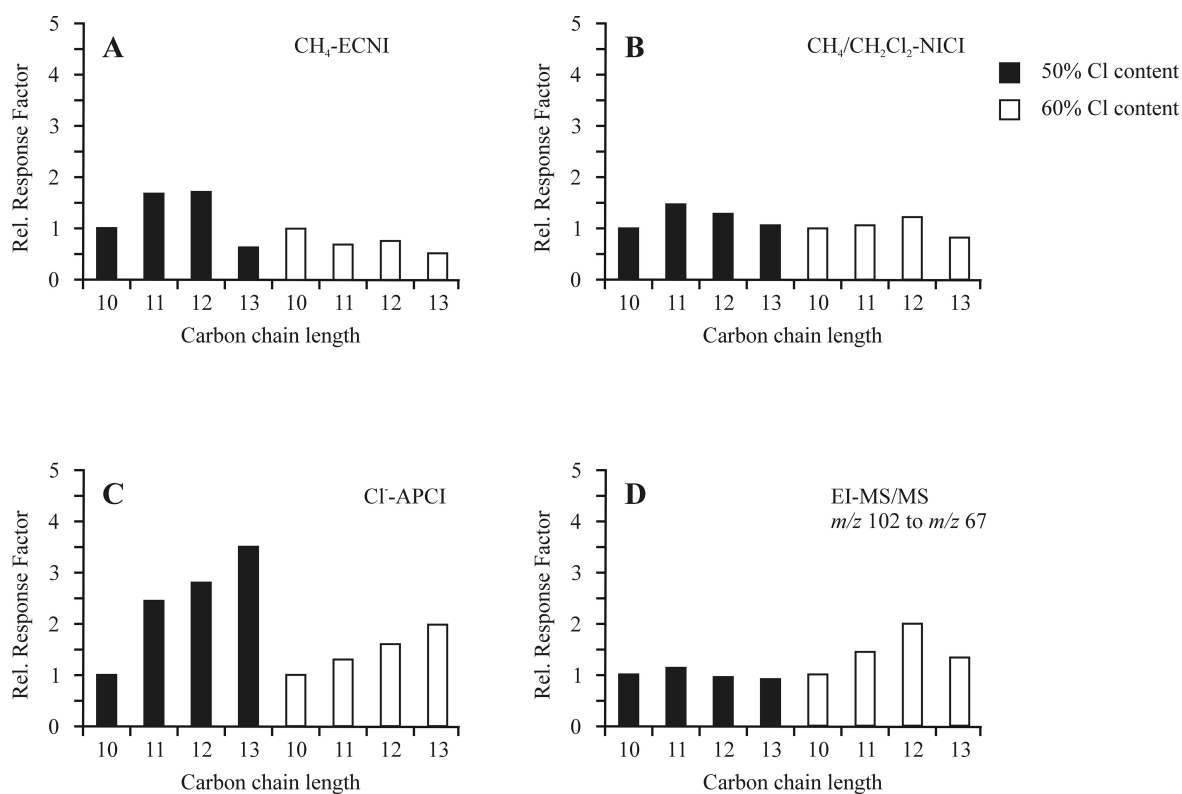 A
CH4-ECNI
5
4
3
2
1
0
Rel. Response Factor
10 11 12 13 10 11 12 13
Carbon chain length
B
CH4/CH2Cl2-NICI
5
4
3
2
1
0
Rel. Response Factor
10 11 12 13 10 11 12 13
Carbon chain length
50% Cl content
60% Cl content
C
Cl--APCI
5
4
3
2
1
0
Rel. Response Factor
10 11 12 13 10 11 12 13
Carbon chain length
D
EI-MS/MS
m/z 102 to m/z 67
5
4
3
2
1
0
Rel. Response Factor
10 11 12 13 10 11 12 13
Carbon chain length